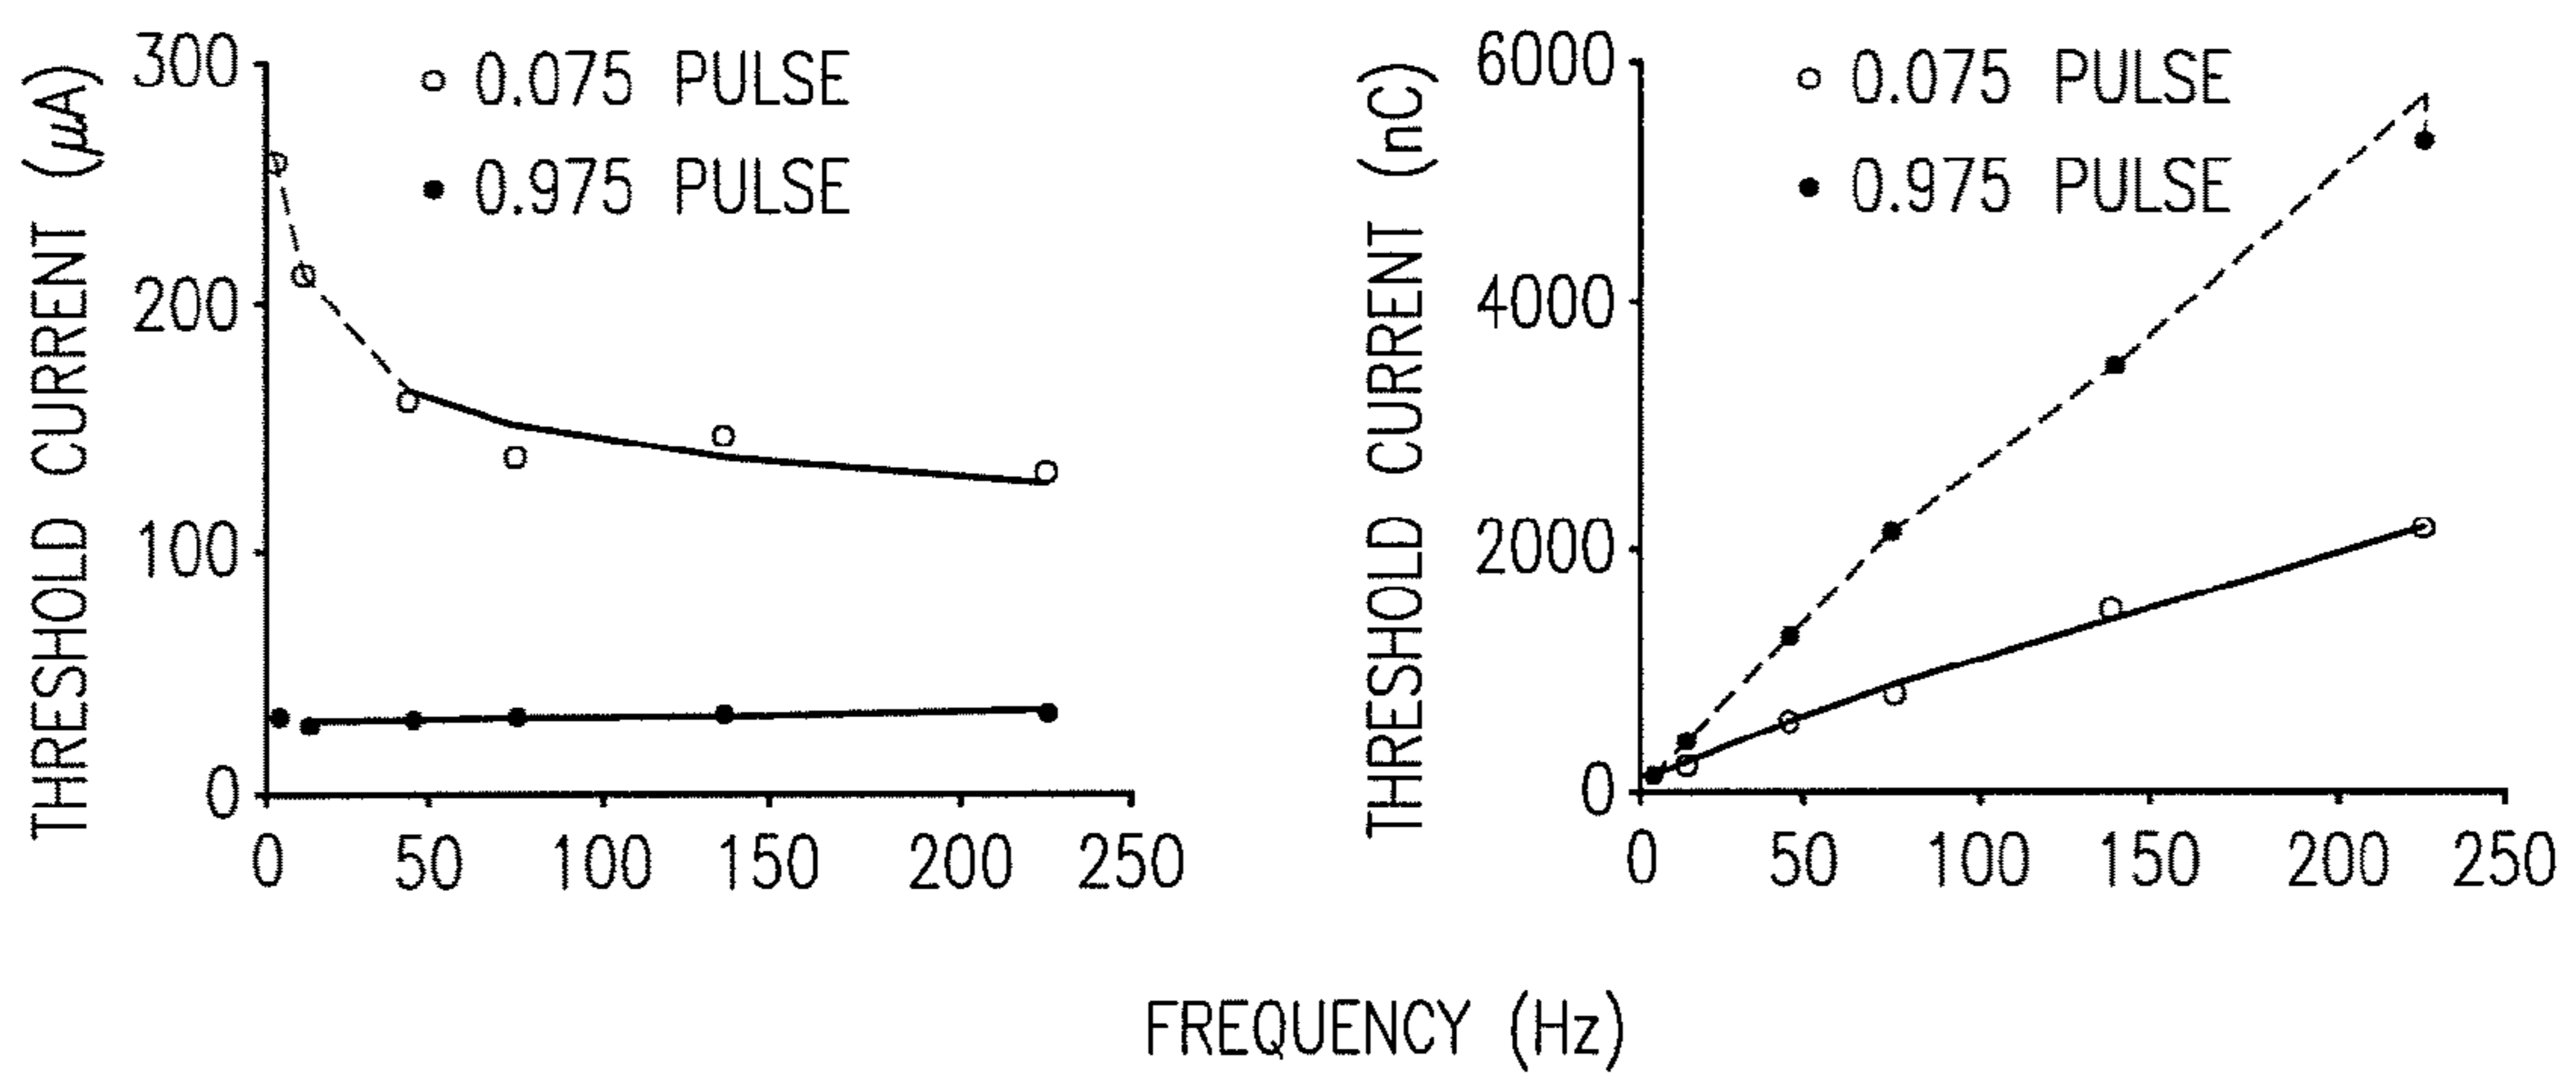 THRESHOLD CURRENT (μA)
300
200
100
0
0 50 100 150 200 250
0.075 PULSE
0.975 PULSE
THRESHOLD CURRENT (nC)
6000
4000
2000
0
0 50 100 150 200 250
0.075 PULSE
0.975 PULSE
FREQUENCY (Hz)